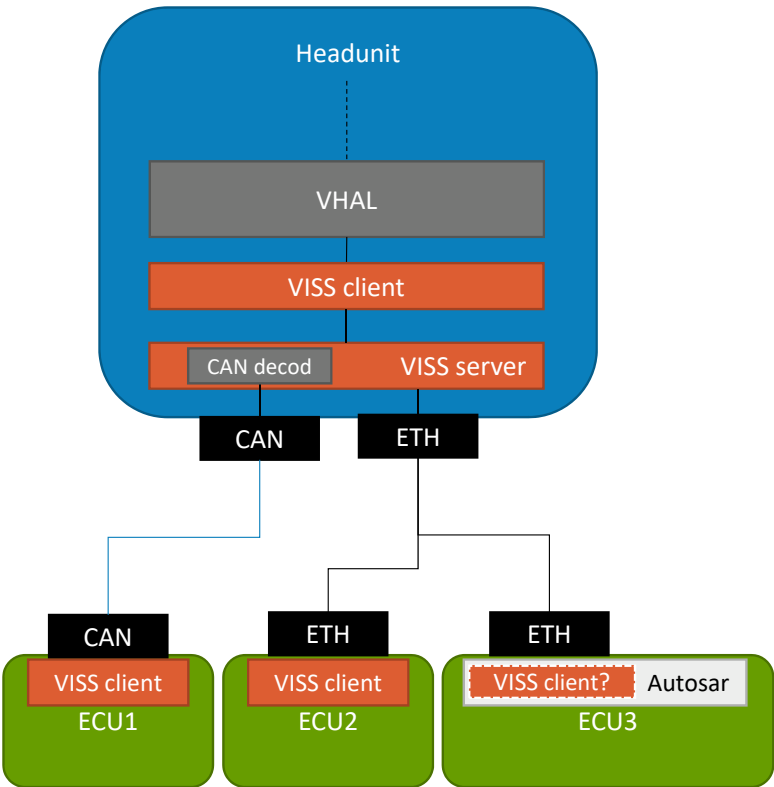 Headunit
VHAL
VISS client
CAN decod
VISS server
CAN
ETH
CAN
ETH
ETH
VISS client
VISS client
VISS client?
Autosar
ECU1
ECU2
ECU3